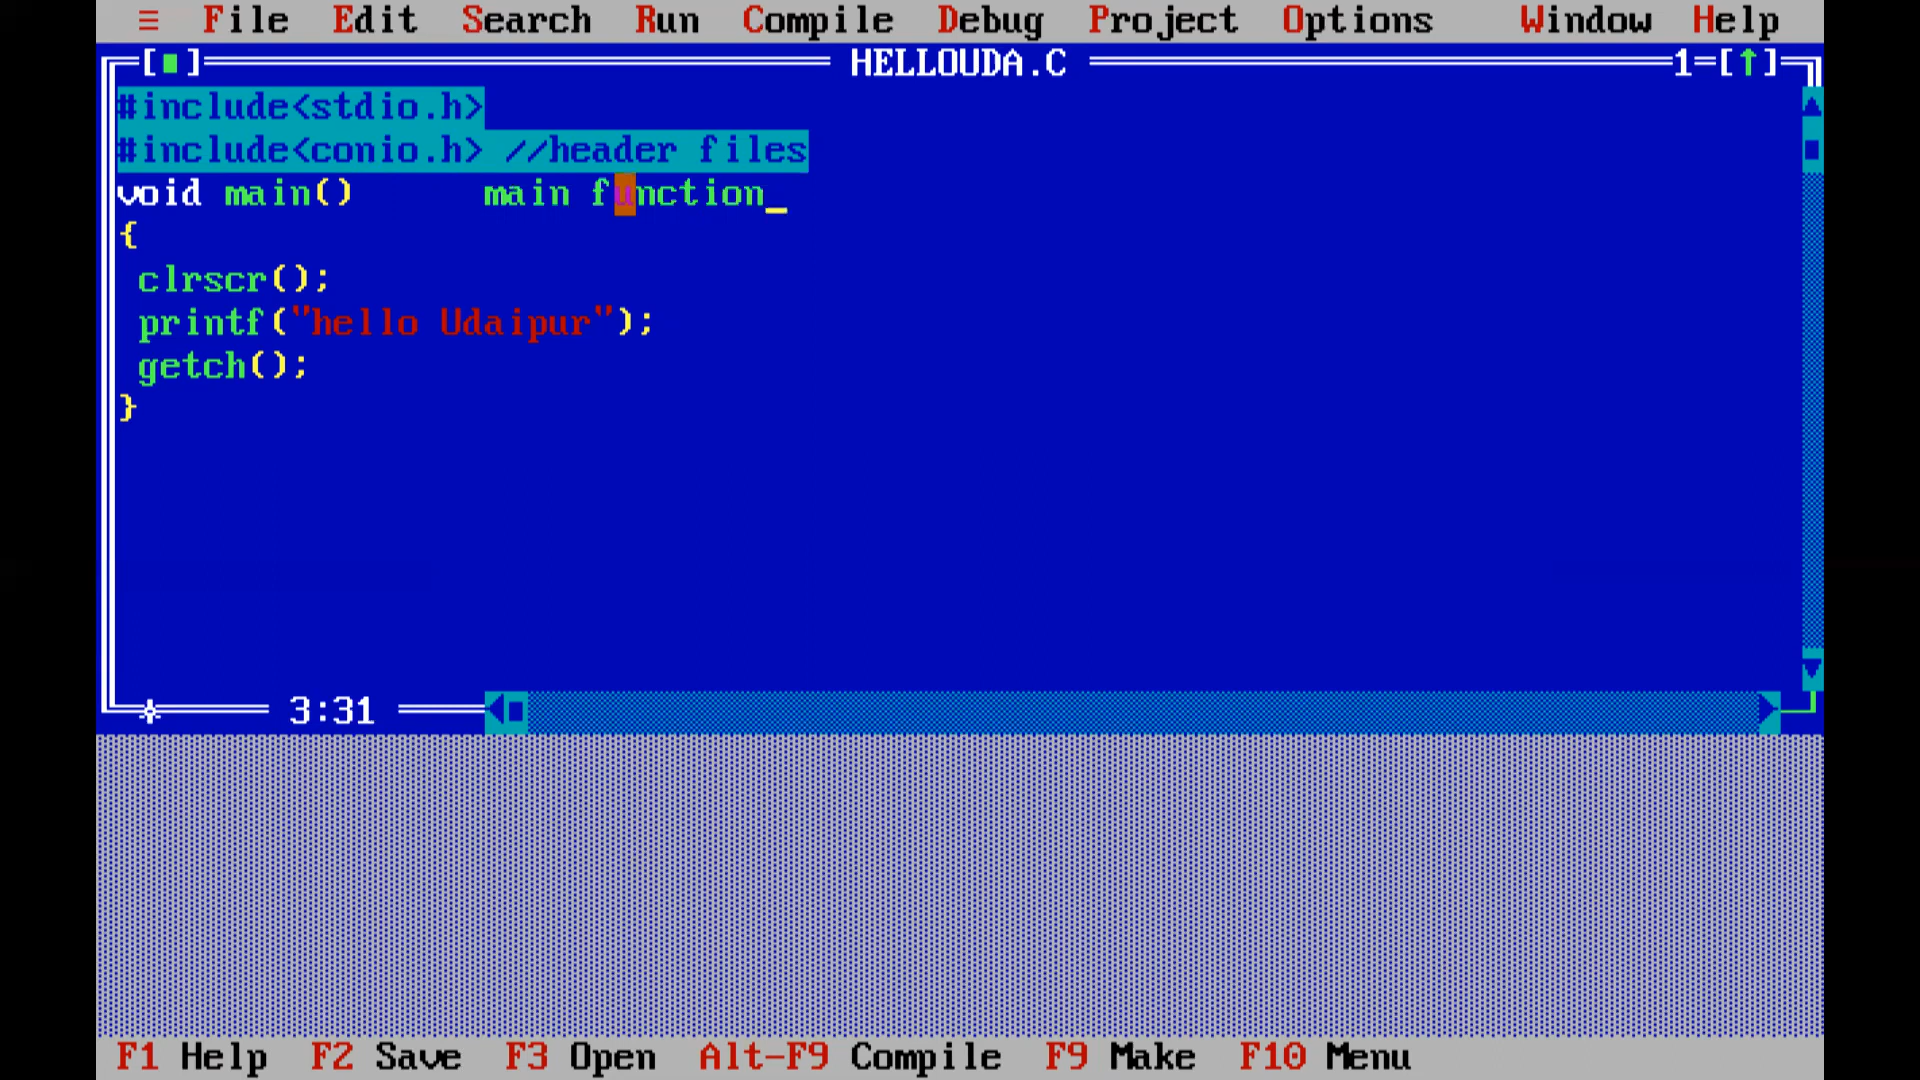 ≡ File Edit Search Run Compile Debug Project Options Window Help
[■] HELLOUDA.C 1=[↑]
#include<stdio.h>
#include<conio.h> //header files
void main() main function_
{
clrscr();
printf("hello Udaipur");
getch();
}
3:31
F1 Help F2 Save F3 Open Alt-F9 Compile F9 Make F10 Menu